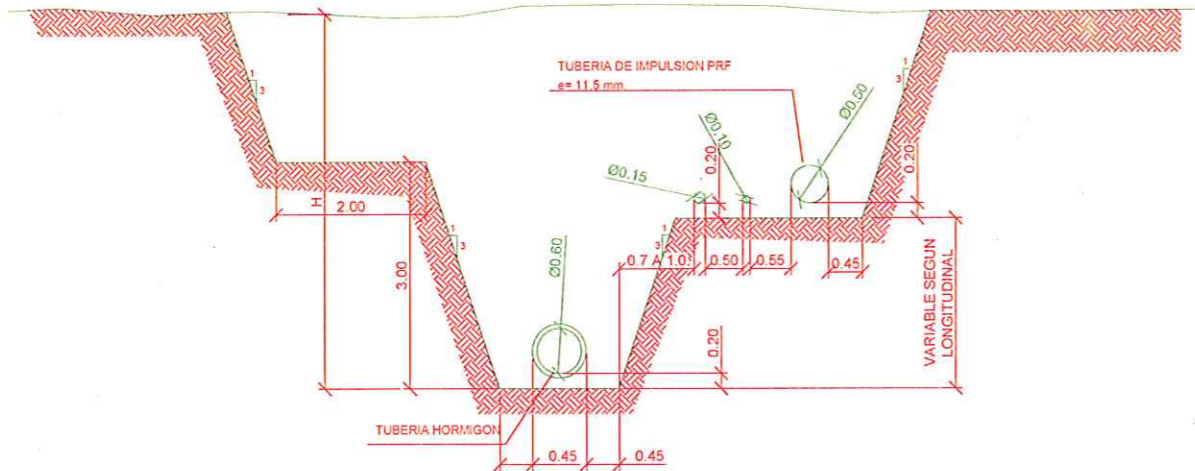 TUBERIA DE IMPULSION PRF
e= 11.5 mm.
1
3
1
3
Ø0.50
Ø0.10
0.20
0.20
Ø0.15
H
2.00
1
3
1
3
0.7 A 1.0
0.50
0.55
0.45
3.00
Ø0.60
0.20
VARIABLE SEGUN
LONGITUDINAL
TUBERIA HORMIGON
0.45
0.45